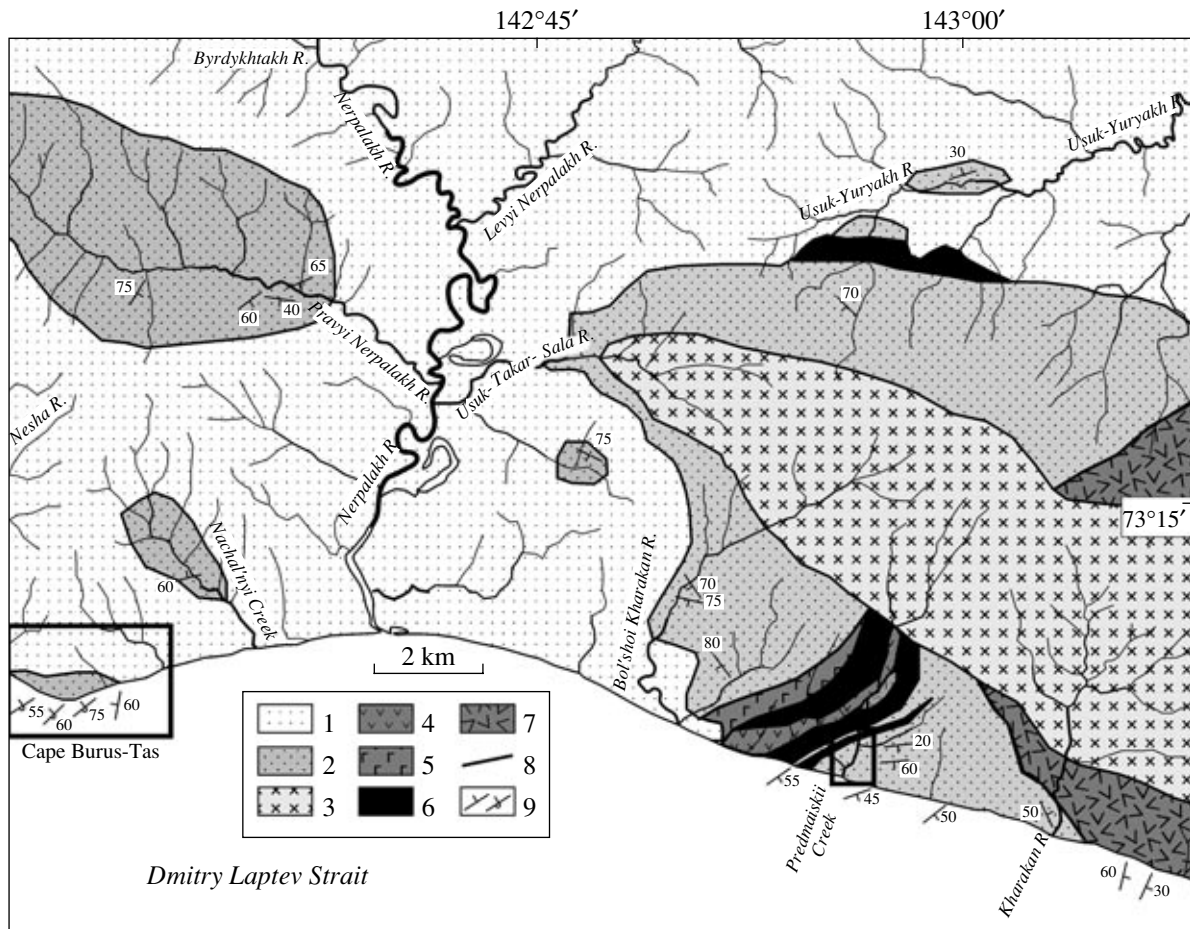 142°45′
143°00′
Byrdykhtakh R.
Nerpalakh R.
Levyi Nerpalakh R.
Usuk-Yuryakh R.
Usuk-Yuryakh R.
30
65
75
60
40
70
Pravyi Nerpalakh R.
Usuk-Takar- Sala R.
Nesha R.
75
Nerpalakh R.
73°15′
Nachal'nyi Creek
60
Bol'shoi Kharakan R.
70
75
80
2 km
55
60
75
60
Cape Burus-Tas
1
4
7
2
5
8
3
6
9
20
60
55
45
50
50
Predmaiskii
Creek
Kharakan R.
60
30
Dmitry Laptev Strait